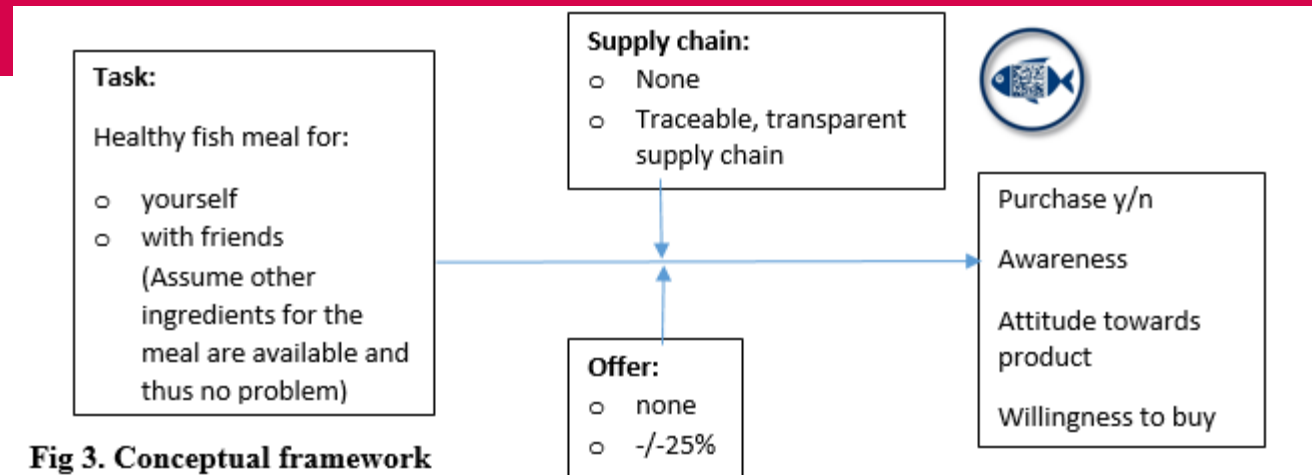 Task:
Healthy fish meal for:
o yourself
o with friends
(Assume other
ingredients for the
meal are available and
thus no problem)
Supply chain:
o None
o Traceable, transparent
supply chain
Offer:
o none
o -/-25%
Purchase y/n
Awareness
Attitude towards
product
Willingness to buy
Fig 3. Conceptual framework